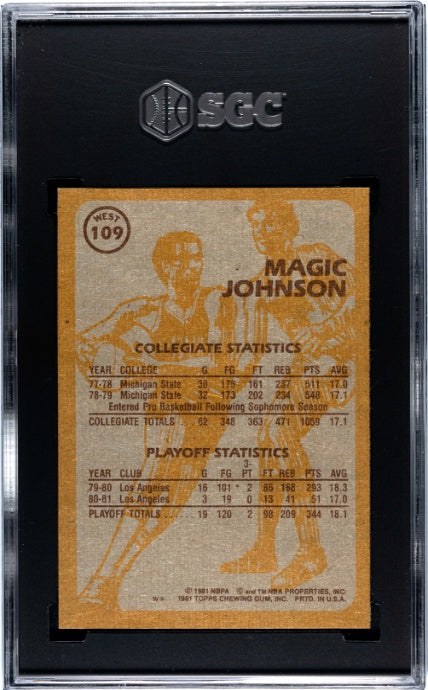 SGC
WEST
109
MAGIC
JOHNSON
COLLEGIATE STATISTICS
YEAR COLLEGE G FG FT REB PTS AVG
77-78 Michigan State 30 175 161 237 511 17.0
78-79 Michigan State 32 173 202 234 548 17.1
Entered Pro Basketball Following Sophomore Season
COLLEGIATE TOTALS . . . 62 348 363 471 1059 17.1
PLAYOFF STATISTICS
3-
YEAR CLUB G FG PT FT REB PTS AVG
79-80 Los Angeles 16 101 2 85 168 293 18.3
80-81 Los Angeles 3 19 0 13 41 51 17.0
PLAYOFF TOTALS . . . . . 19 120 2 98 209 344 18.1
© 1981 NBPA © and TM NBA PROPERTIES, INC.
1981 TOPPS CHEWING GUM, INC. PRTD. IN U.S.A.